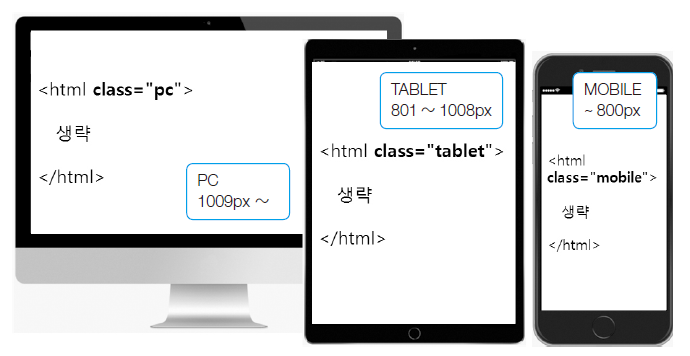 <html class="pc">
생략
</html>
PC
1009px ～
TABLET
801 ～ 1008px
<html class="tablet">
생략
</html>
MOBILE
~ 800px
<html
class="mobile">
생략
</html>